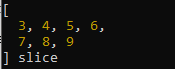 [
  3, 4, 5, 6,
  7, 8, 9
] slice